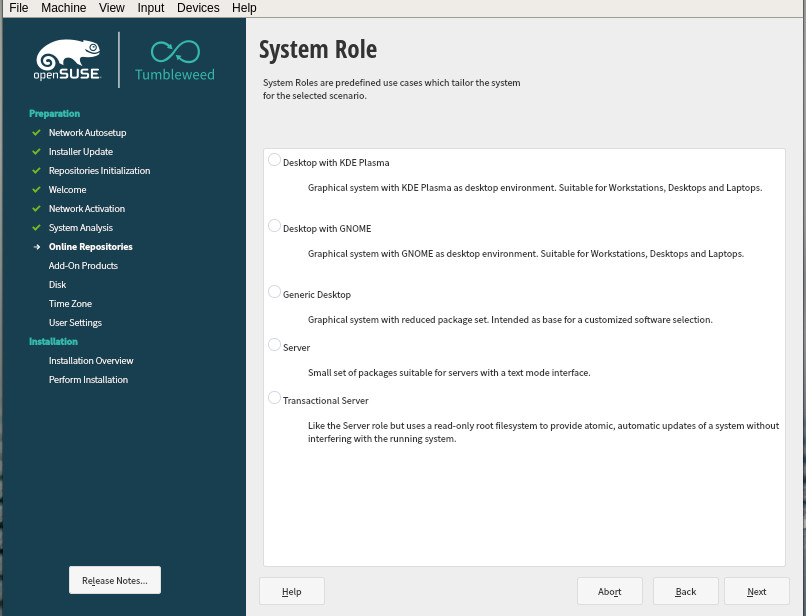 File Machine View Input Devices Help
openSUSE
Tumbleweed
Preparation
Network Autosetup
Installer Update
Repositories Initialization
Welcome
Network Activation
System Analysis
Online Repositories
Add-On Products
Disk
Time Zone
User Settings
Installation
Installation Overview
Perform Installation
Release Notes...
System Role
System Roles are predefined use cases which tailor the system
for the selected scenario.
Desktop with KDE Plasma
Graphical system with KDE Plasma as desktop environment. Suitable for Workstations, Desktops and Laptops.
Desktop with GNOME
Graphical system with GNOME as desktop environment. Suitable for Workstations, Desktops and Laptops.
Generic Desktop
Graphical system with reduced package set. Intended as base for a customized software selection.
Server
Small set of packages suitable for servers with a text mode interface.
Transactional Server
Like the Server role but uses a read-only root filesystem to provide atomic, automatic updates of a system without
interfering with the running system.
Help Abort Back Next